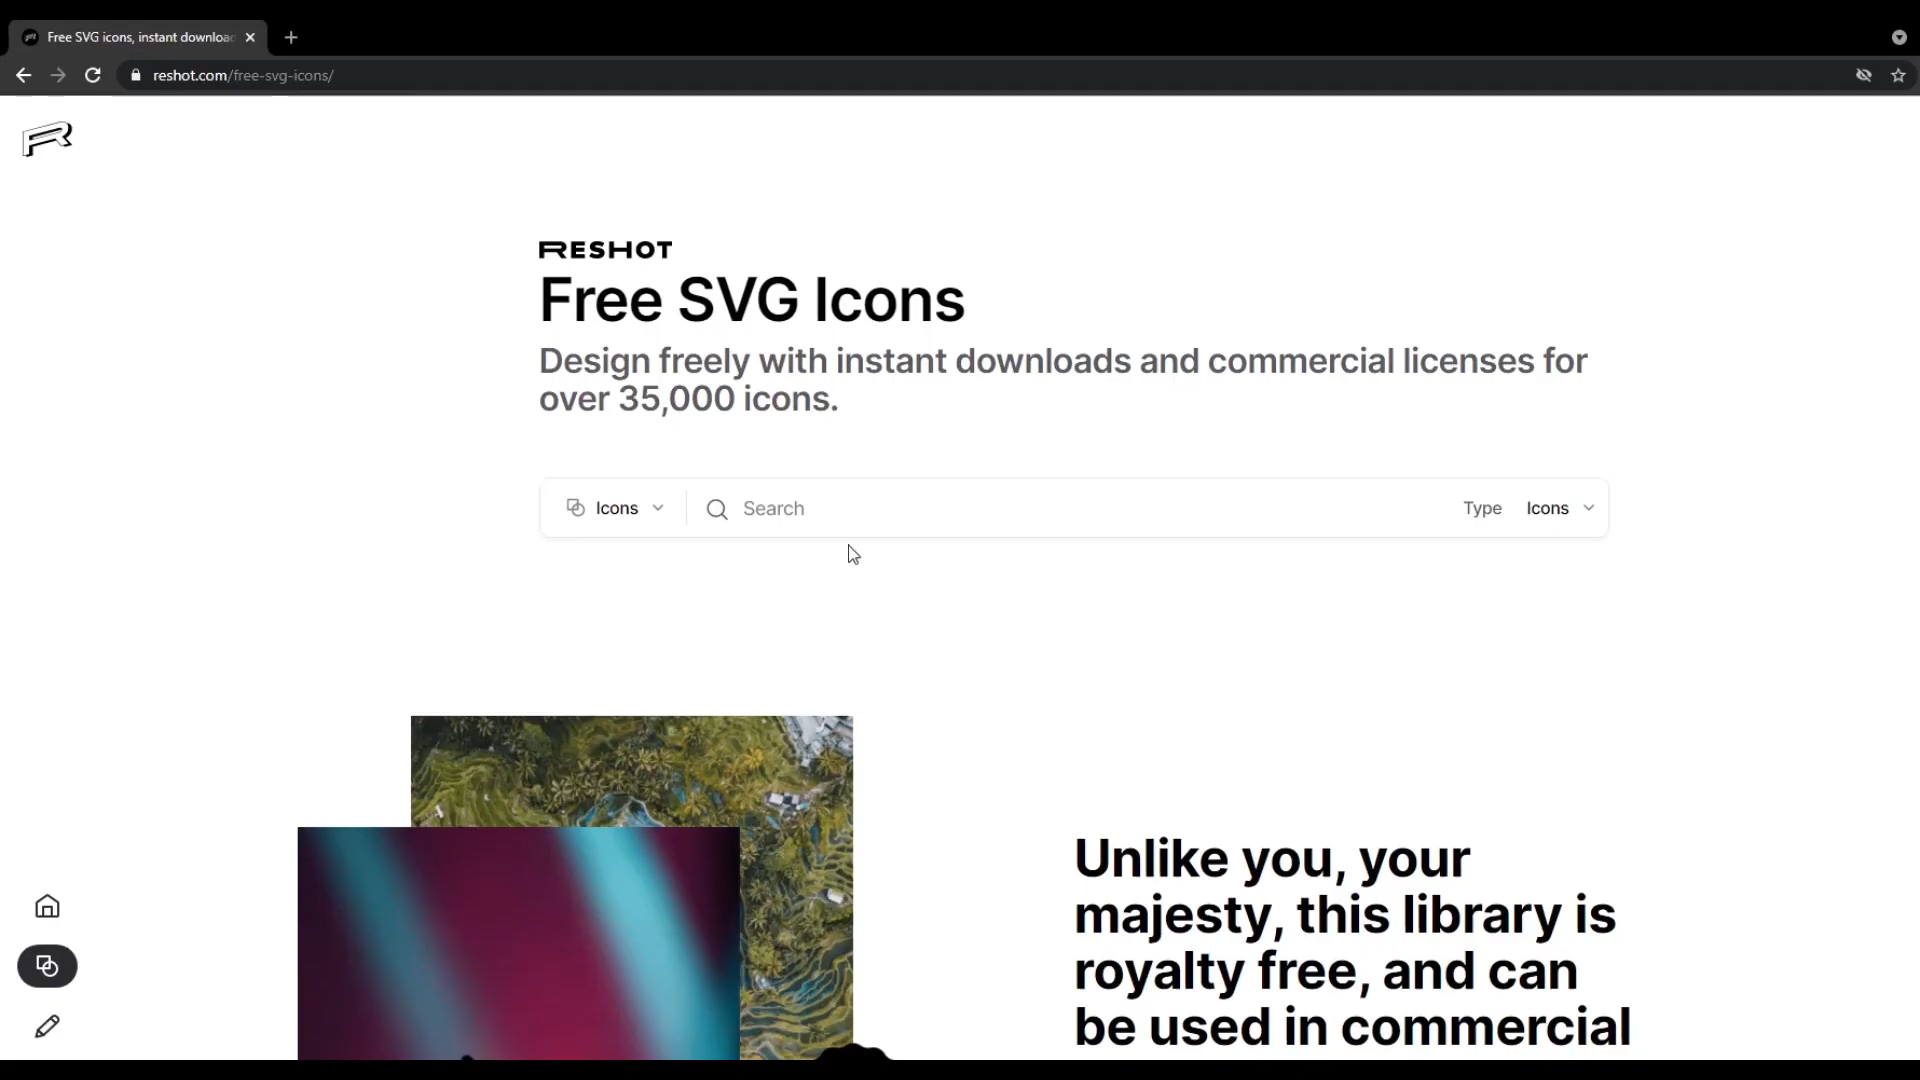 Free SVG icons, instant downloa
reshot.com/free-svg-icons/
RESHOT
Free SVG Icons
Design freely with instant downloads and commercial licenses for
over 35,000 icons.
Icons Search Type Icons
Unlike you, your
majesty, this library is
royalty free, and can
be used in commercial